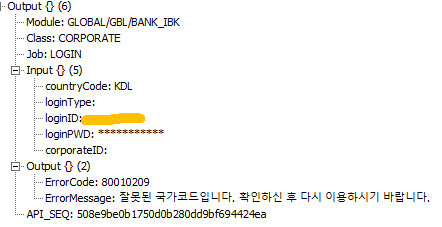 Output {} (6)
Module: GLOBAL/GBL/BANK_IBK
Class: CORPORATE
Job: LOGIN
Input {} (5)
countryCode: KDL
loginType:
loginID:
loginPWD: ***********
corporateID:
Output {} (2)
ErrorCode: 80010209
ErrorMessage: 잘못된 국가코드입니다. 확인하신 후 다시 이용하시기 바랍니다.
API_SEQ: 508e9be0b1750d0b280dd9bf694424ea